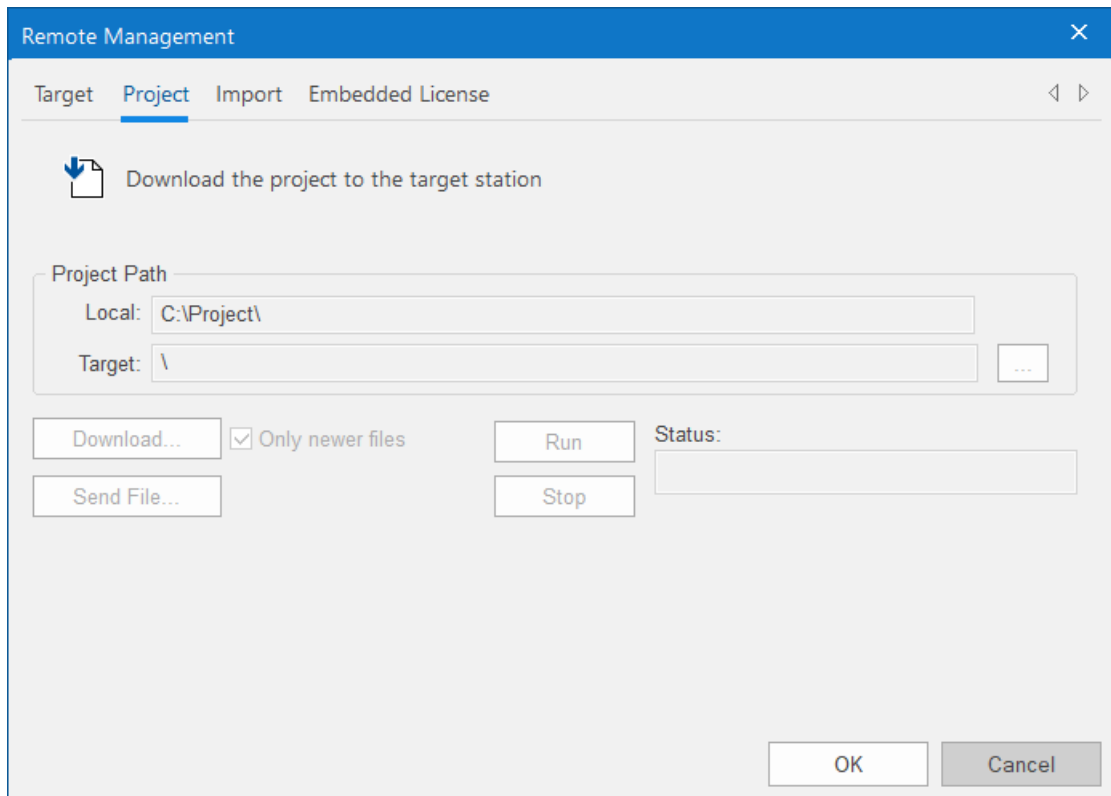 Remote Management
Target Project Import Embedded License
Download the project to the target station
Project Path
Local: C:\Project\
Target: \ ...
Download... Only newer files Run Status:
Send File... Stop
OK Cancel